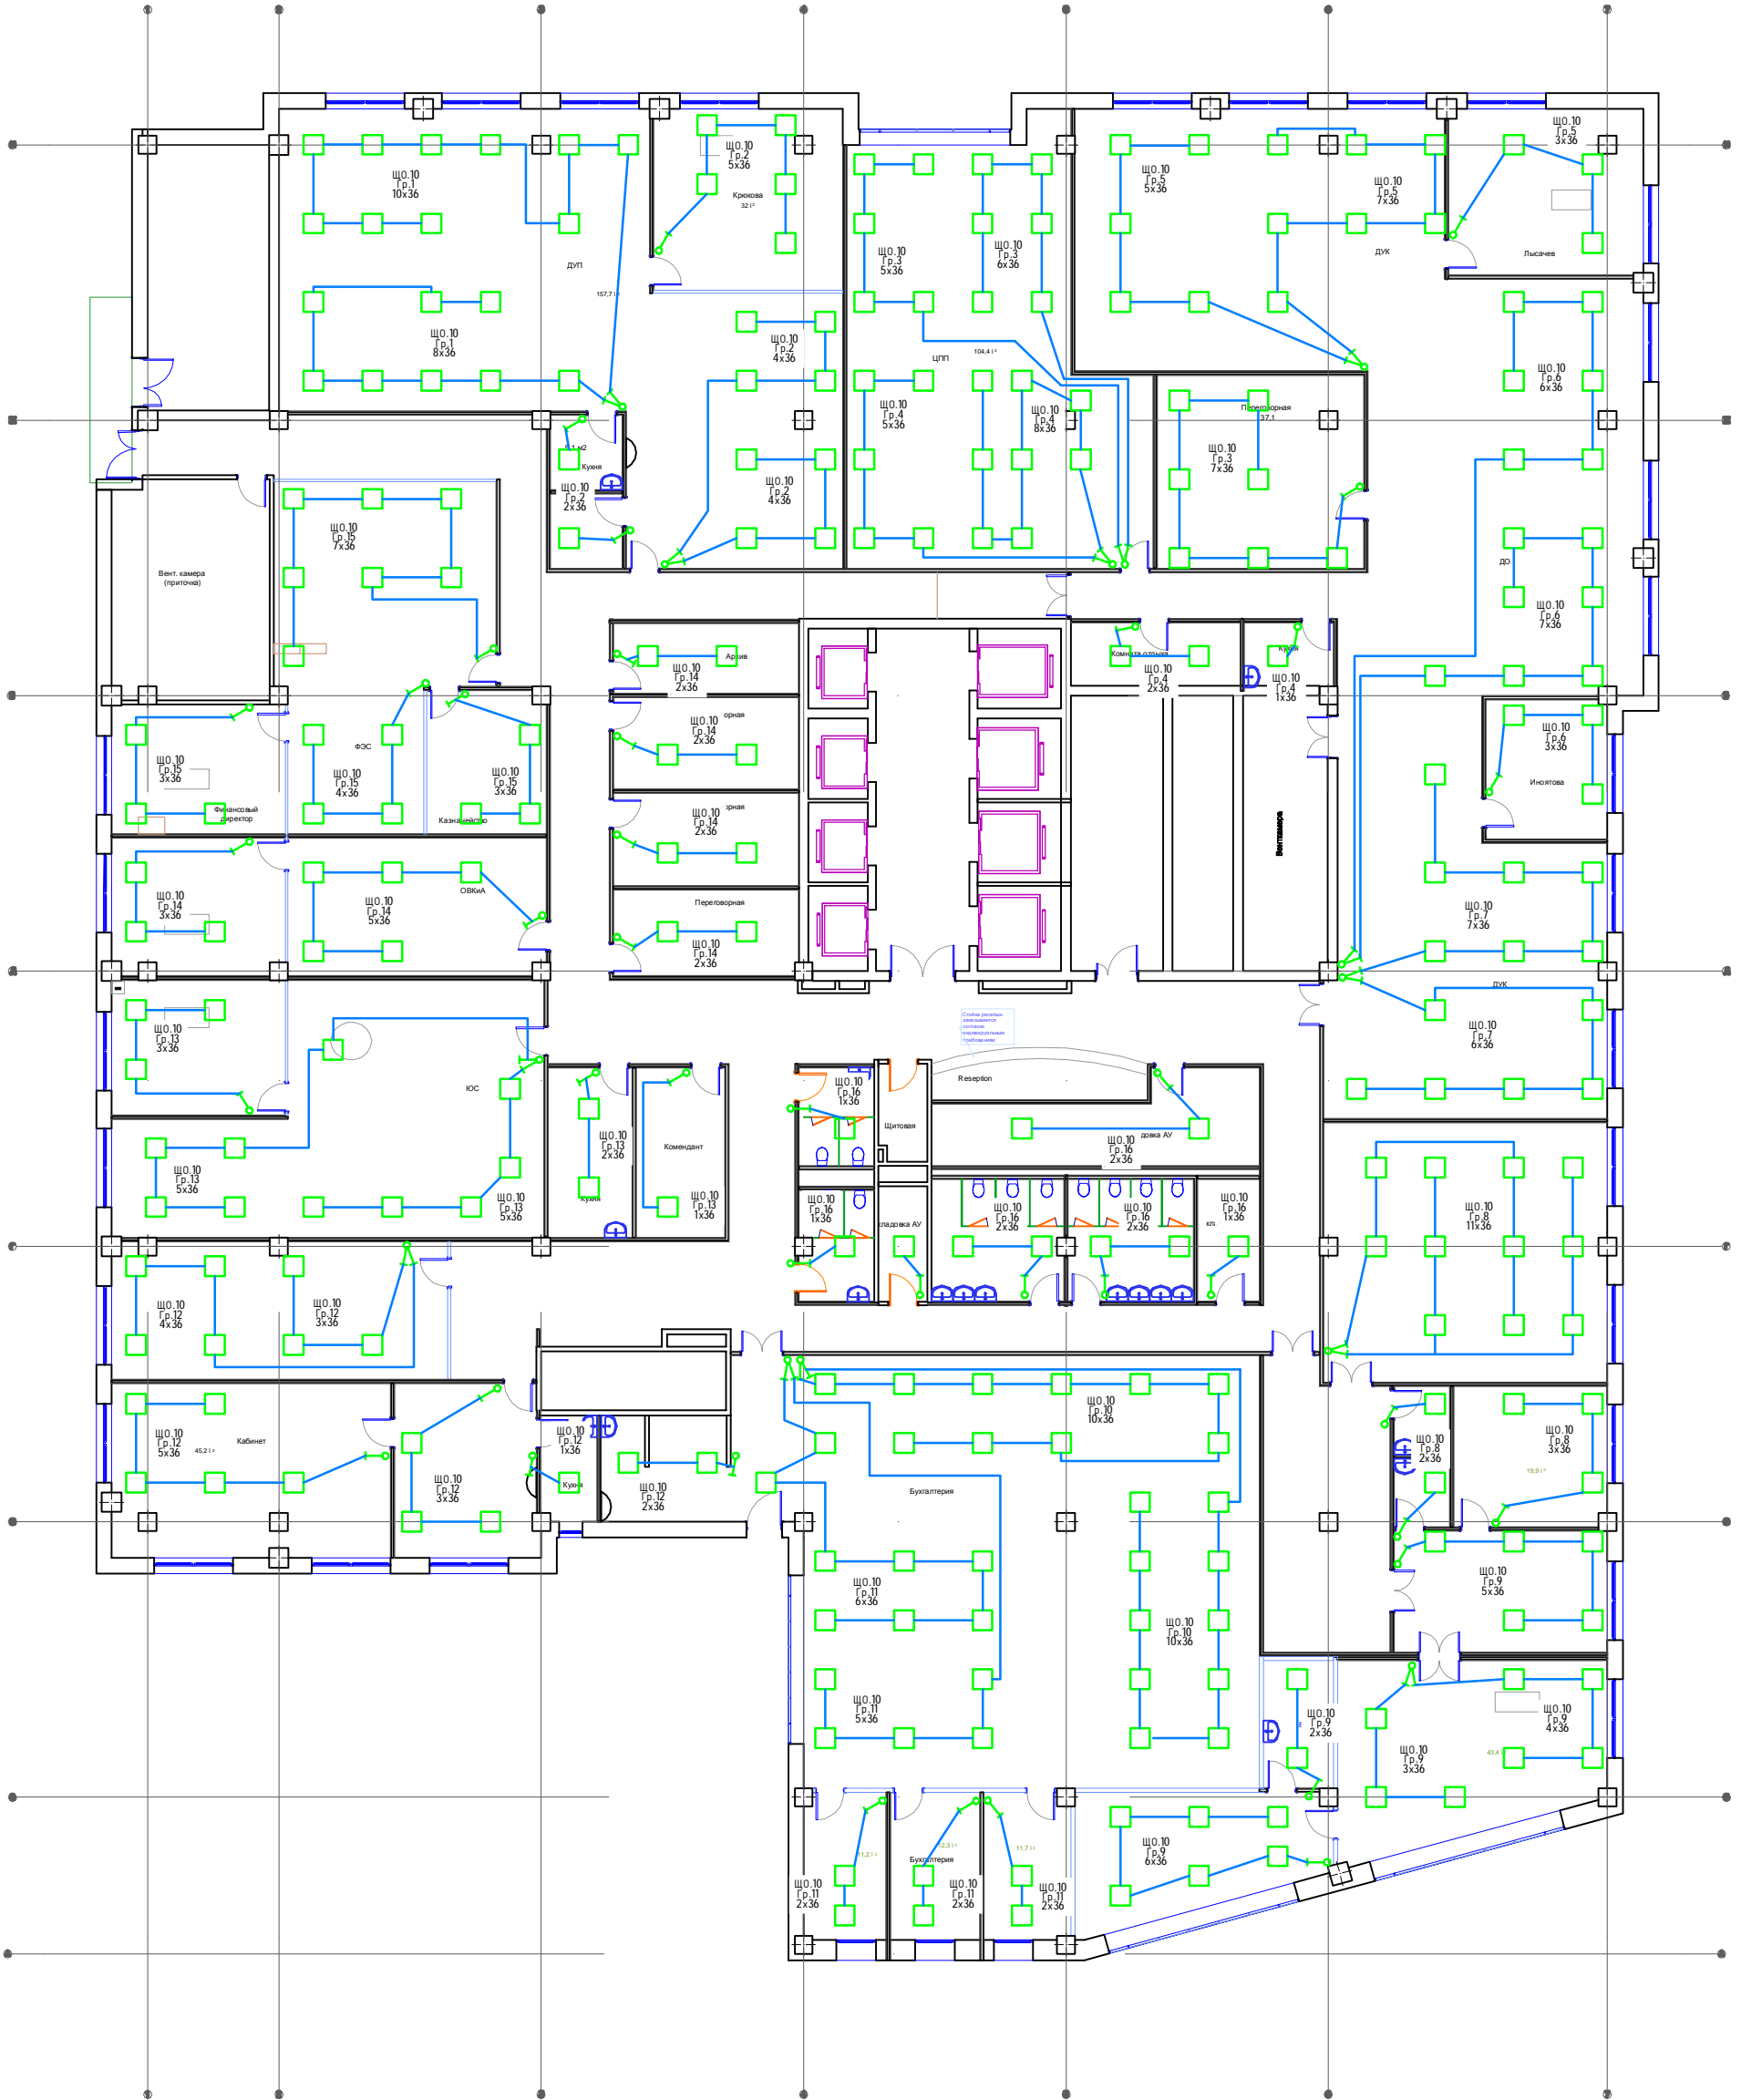 ЩО.10
Гр.1
10х36
ЩО.10
Гр.2
5х36
Крюкова
ДУП
ЩО.10
Гр.1
8х36
ЩО.10
Гр.2
4х36
ЩО.10
Гр.3
5х36
ЩО.10
Гр.3
6х36
ЦПП
ЩО.10
Гр.5
5х36
ЩО.10
Гр.5
7х36
ДУК
ЩО.10
Гр.5
3х36
Лысачев
ЩО.10
Гр.4
5х36
ЩО.10
Гр.4
8х36
Переговорная
37,1
ЩО.10
Гр.3
7х36
ЩО.10
Гр.6
6х36
Кухня
ЩО.10
Гр.2
2х36
ЩО.10
Гр.2
4х36
ЩО.10
Гр.15
7х36
Вент. камера
(приточка)
ДО
ЩО.10
Гр.6
7х36
Архив
ЩО.10
Гр.14
2х36
Комната отдыха
ЩО.10
Гр.4
2х36
Кухня
ЩО.10
Гр.4
1х36
орная
ЩО.10
Гр.14
2х36
ЩО.10
Гр.6
3х36
Иноятова
ФЭС
ЩО.10
Гр.15
3х36
ЩО.10
Гр.15
4х36
ЩО.10
Гр.15
3х36
Финансовый
директор
Казначейство
рная
ЩО.10
Гр.14
2х36
Венткамера
ЩО.10
Гр.14
3х36
ОВКиА
ЩО.10
Гр.14
5х36
Переговорная
ЩО.10
Гр.14
2х36
ЩО.10
Гр.7
7х36
ДУК
ЩО.10
Гр.7
6х36
ЩО.10
Гр.13
3х36
ЮС
Стойка ресепшн
заказывается
согласно
индивидуальным
требованиям
Reseption
ЩО.10
Гр.16
1х36
Щитовая
довка АУ
ЩО.10
Гр.16
2х36
ЩО.10
Гр.13
2х36
Кухня
Комендант
ЩО.10
Гр.13
1х36
ЩО.10
Гр.13
5х36
ЩО.10
Гр.13
5х36
ЩО.10
Гр.16
1х36
кладовка АУ
ЩО.10
Гр.16
2х36
ЩО.10
Гр.16
2х36
ЩО.10
Гр.16
1х36
ЩО.10
Гр.8
11х36
ЩО.10
Гр.12
4х36
ЩО.10
Гр.12
3х36
ЩО.10
Гр.12
5х36
Кабинет
ЩО.10
Гр.12
3х36
ЩО.10
Гр.12
1х36
Кухня
ЩО.10
Гр.12
2х36
ЩО.10
Гр.10
10х36
Бухгалтерия
ЩО.10
Гр.8
2х36
ЩО.10
Гр.8
3х36
ЩО.10
Гр.9
5х36
ЩО.10
Гр.11
6х36
ЩО.10
Гр.10
10х36
ЩО.10
Гр.11
5х36
ЩО.10
Гр.9
2х36
ЩО.10
Гр.9
3х36
ЩО.10
Гр.9
4х36
ЩО.10
Гр.9
6х36
Бухгалтерия
ЩО.10
Гр.11
2х36
ЩО.10
Гр.11
2х36
ЩО.10
Гр.11
2х36